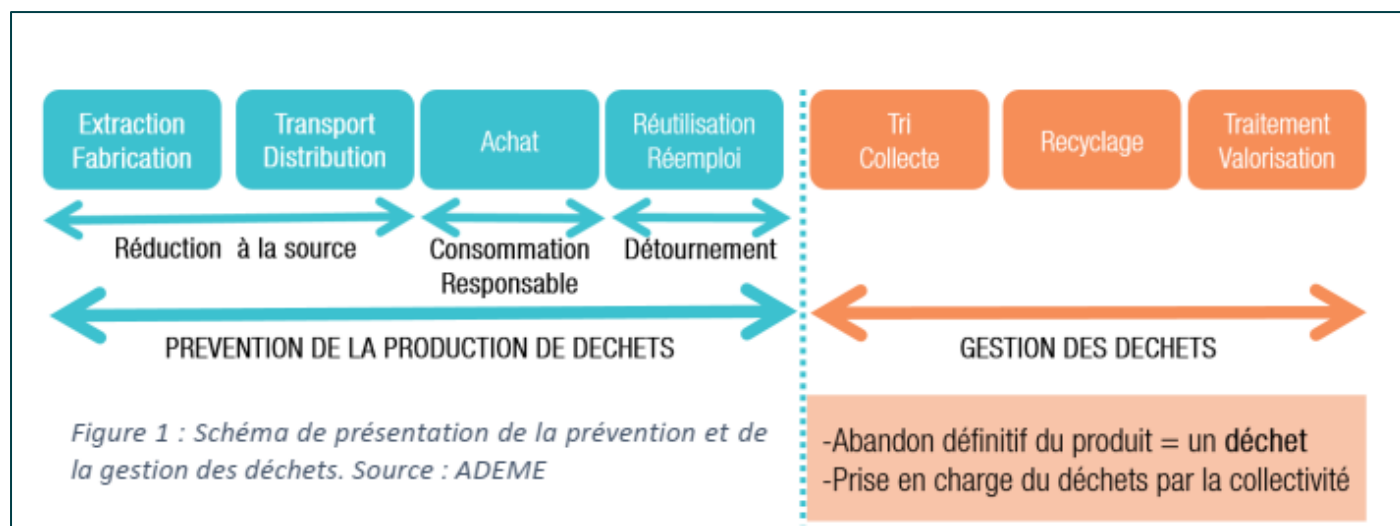 Extraction
Fabrication
Transport
Distribution
Achat
Réutilisation
Réemploi
Tri
Collecte
Recyclage
Traitement
Valorisation
Réduction à la source
Consommation
Responsable
Détournement
PREVENTION DE LA PRODUCTION DE DECHETS
GESTION DES DECHETS
Figure 1 : Schéma de présentation de la prévention et de
la gestion des déchets. Source : ADEME
-Abandon définitif du produit = un déchet
-Prise en charge du déchets par la collectivité